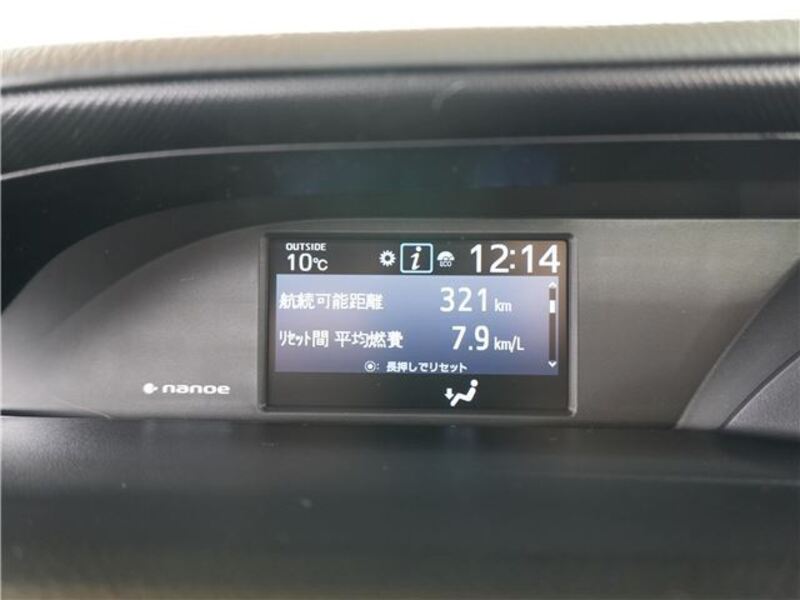 OUTSIDE
10℃ i ECO 12:14
航続可能距離 321 km
リセット間 平均燃費 7.9 km/L
⦿: 長押しでリセット
nanoe